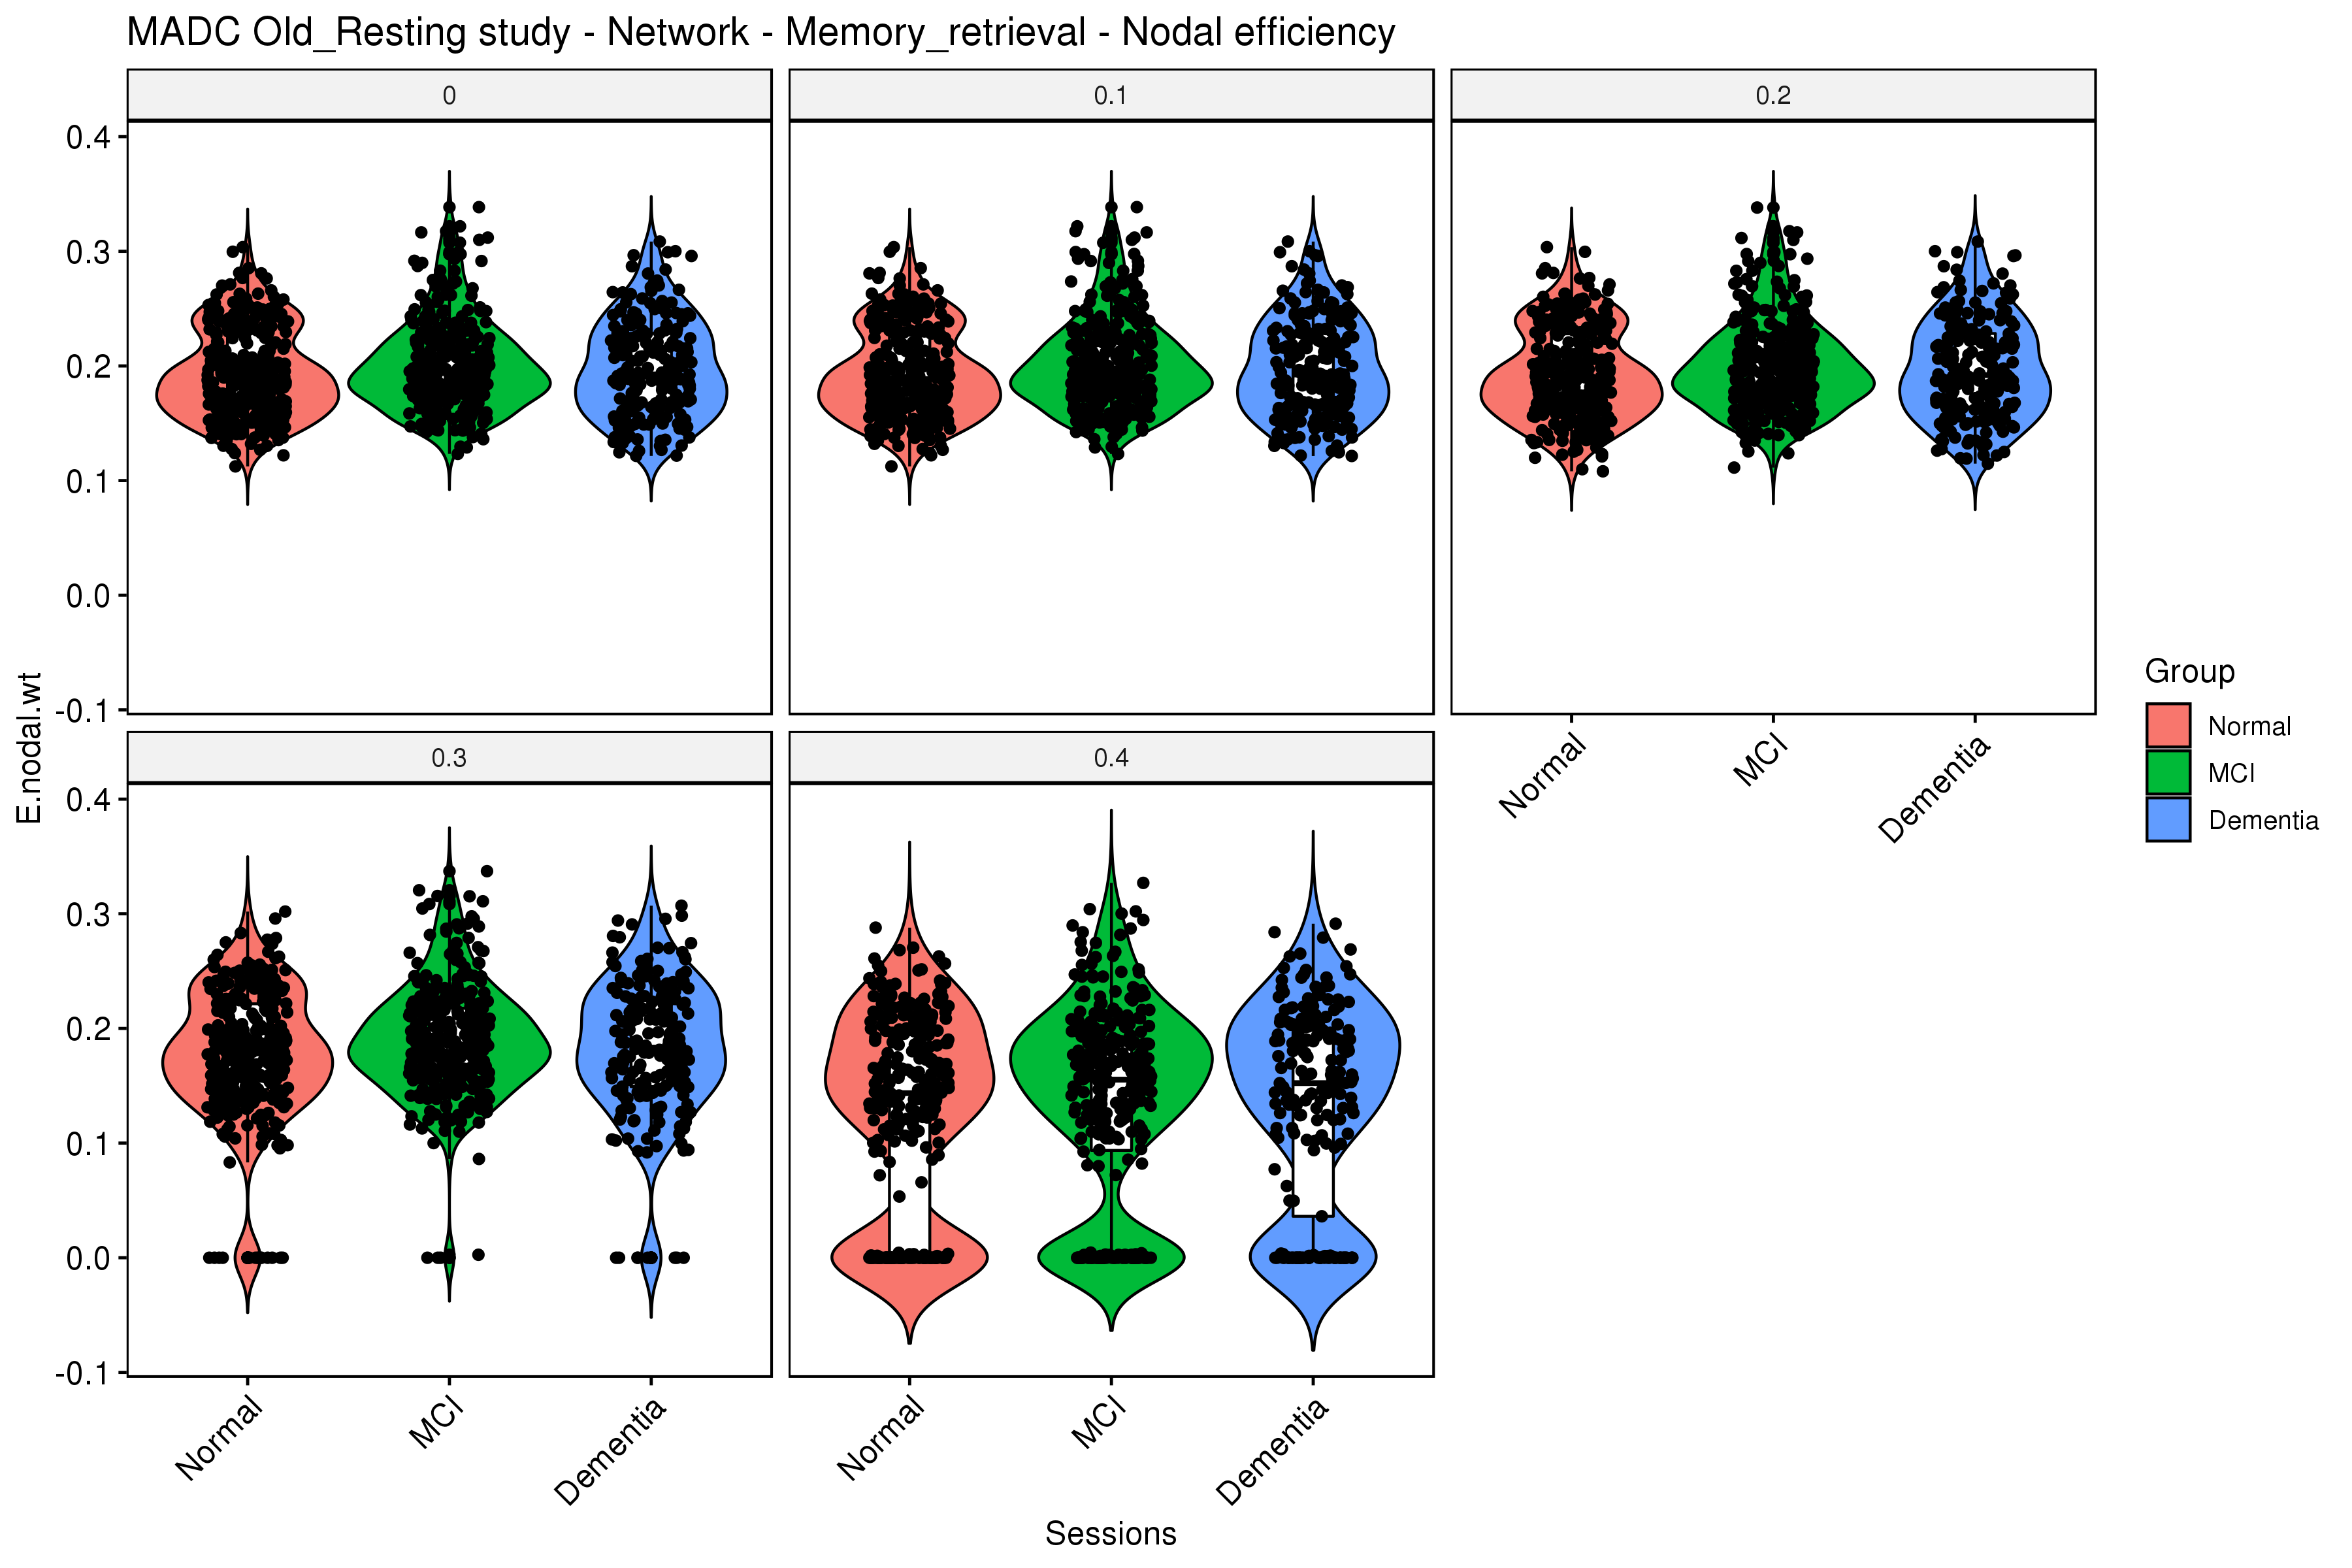 MADC Old_Resting study - Network - Memory_retrieval - Nodal efficiency
0
0.1
0.2
0.4
0.3
0.2
0.1
0.0
-0.1
E.nodal.wt
Normal
MCI
Dementia
Group
Normal
MCI
Dementia
0.3
0.4
0.4
0.3
0.2
0.1
0.0
-0.1
Normal
MCI
Dementia
Normal
MCI
Dementia
Sessions